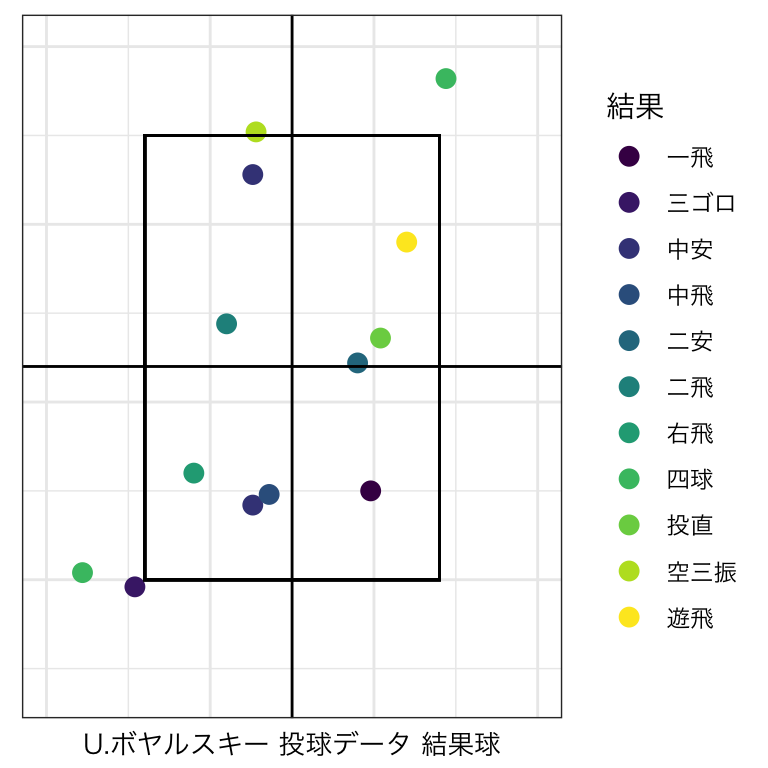 結果
一飛
三ゴロ
中安
中飛
二安
二飛
右飛
四球
投直
空三振
遊飛
U.ボヤルスキー 投球データ 結果球